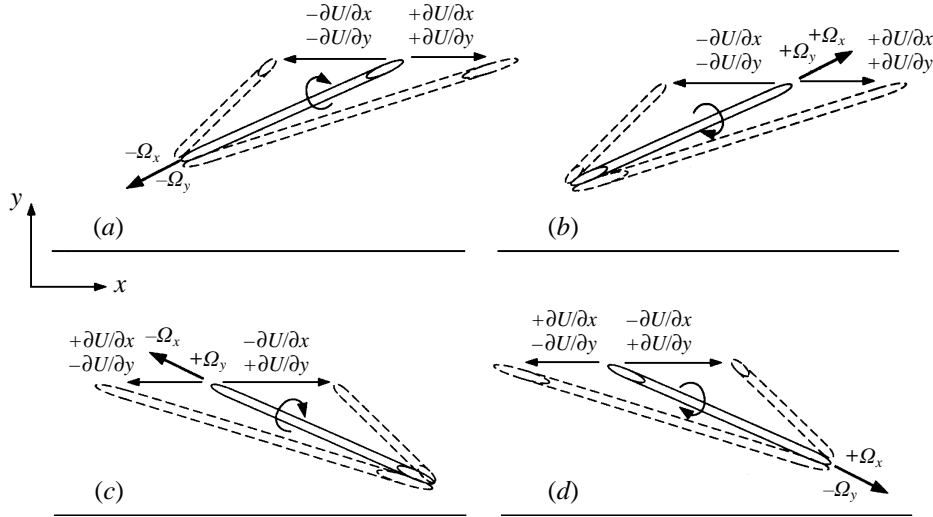 −∂U/∂x +∂U/∂x
−∂U/∂y +∂U/∂y
−Ωx
−Ωy
(a)
−∂U/∂x +Ωx +∂U/∂x
−∂U/∂y +Ωy +∂U/∂y
(b)
y
x
+∂U/∂x −Ωx −∂U/∂x
−∂U/∂y +Ωy +∂U/∂y
(c)
+∂U/∂x −∂U/∂x
−∂U/∂y +∂U/∂y
+Ωx
−Ωy
(d)